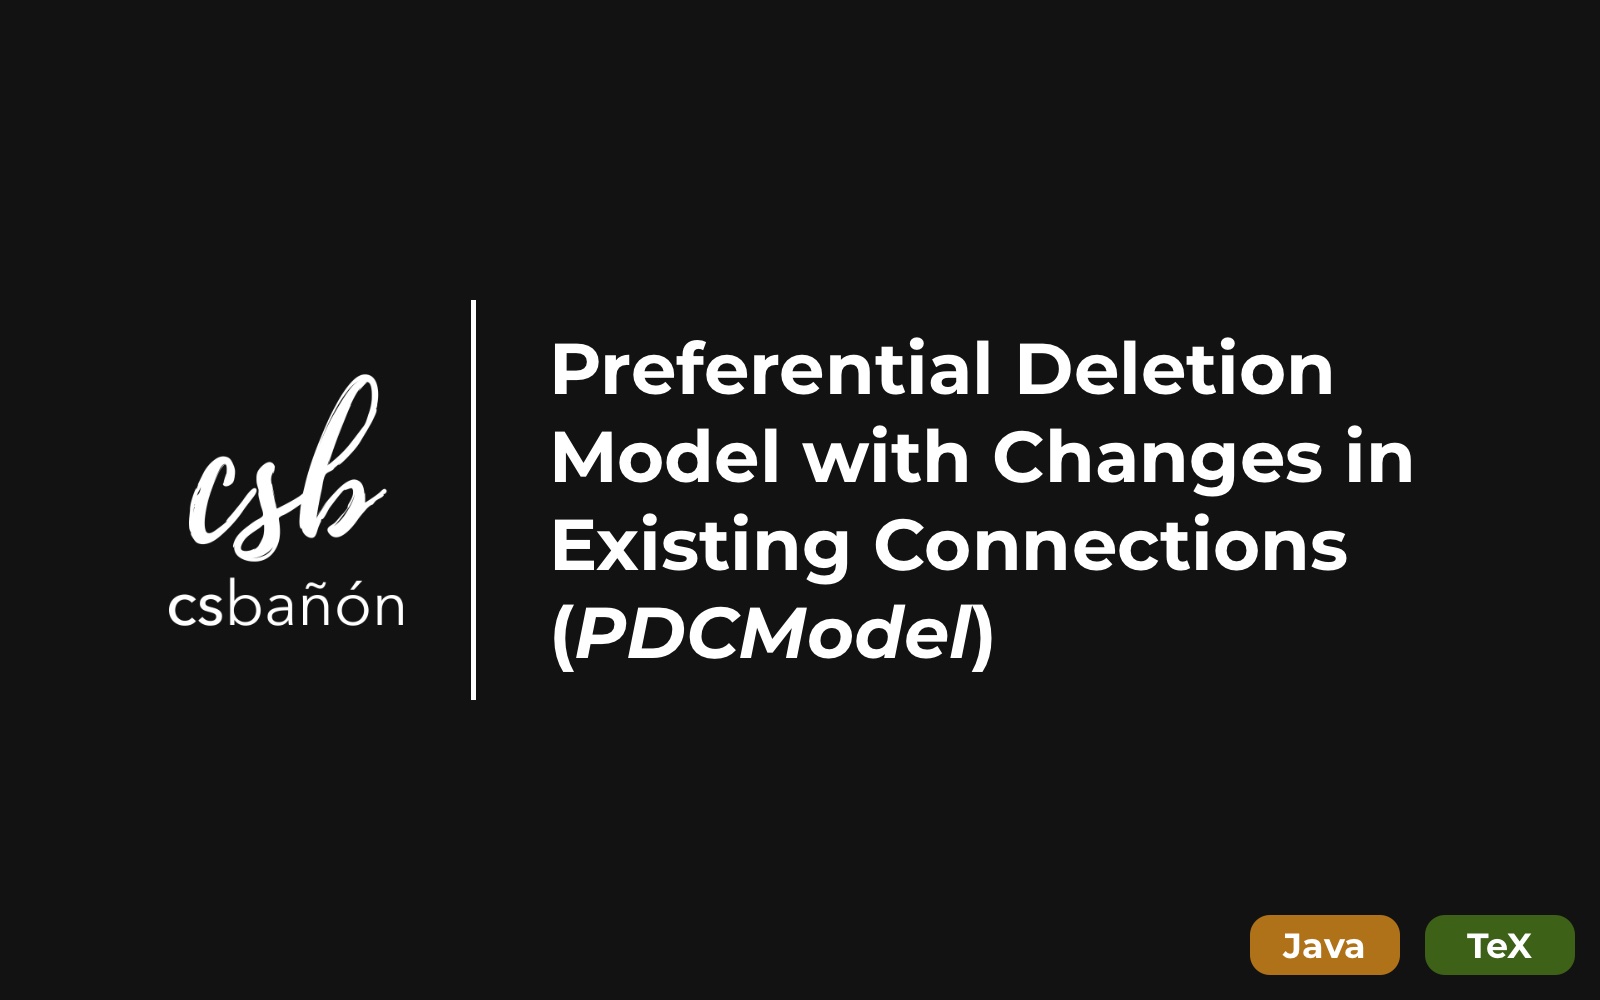 csb
csbañón
Preferential Deletion
Model with Changes in
Existing Connections
(PDCModel)
Java
TeX